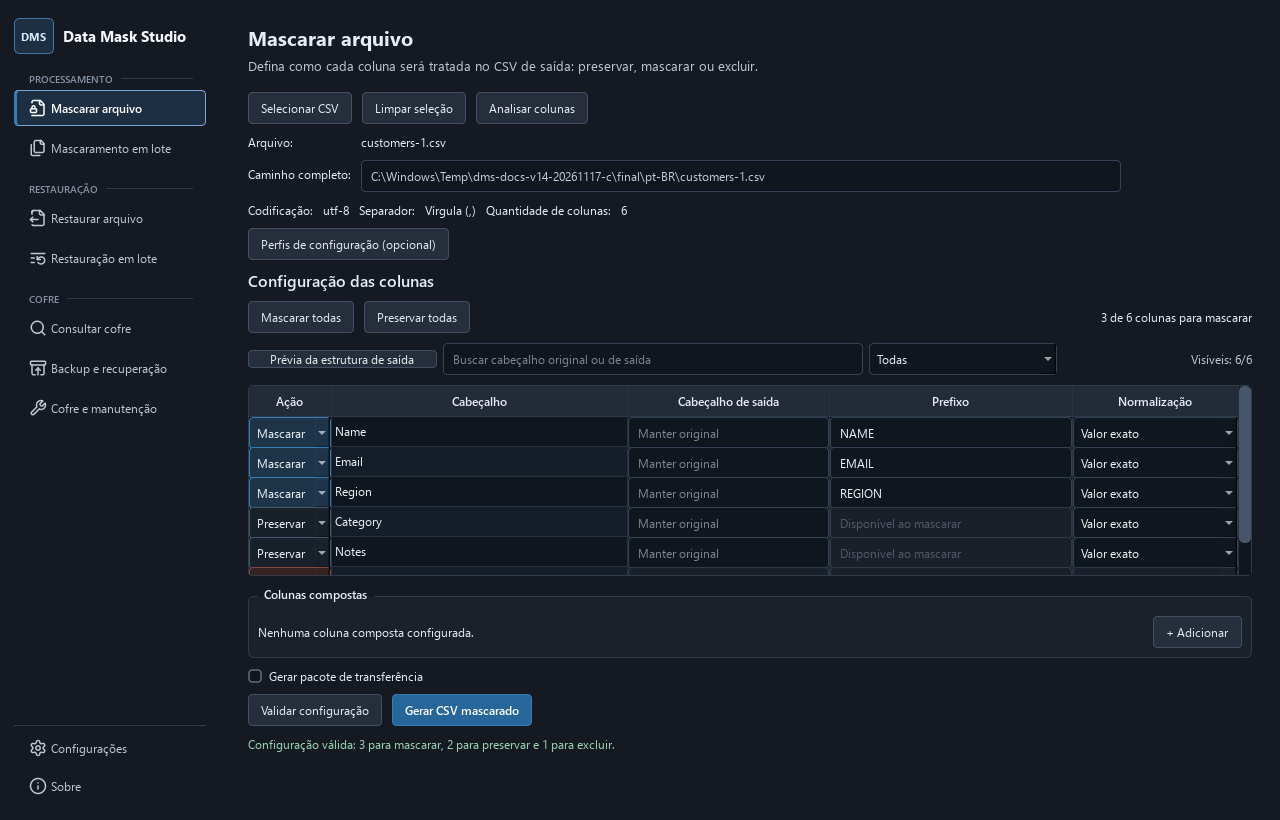 DMS Data Mask Studio
PROCESSAMENTO
Mascarar arquivo
Mascaramento em lote
RESTAURAÇÃO
Restaurar arquivo
Restauração em lote
COFRE
Consultar cofre
Backup e recuperação
Cofre e manutenção
Configurações
Sobre
Mascarar arquivo
Defina como cada coluna será tratada no CSV de saída: preservar, mascarar ou excluir.
Selecionar CSV Limpar seleção Analisar colunas
Arquivo: customers-1.csv
Caminho completo: C:\Windows\Temp\dms-docs-v14-20261117-c\final\pt-BR\customers-1.csv
Codificação: utf-8 Separador: Vírgula (,) Quantidade de colunas: 6
Perfis de configuração (opcional)
Configuração das colunas
Mascarar todas Preservar todas 3 de 6 colunas para mascarar
Prévia da estrutura de saída Buscar cabeçalho original ou de saída Todas Visíveis: 6/6
Ação Cabeçalho Cabeçalho de saída Prefixo Normalização
Mascarar Name Manter original NAME Valor exato
Mascarar Email Manter original EMAIL Valor exato
Mascarar Region Manter original REGION Valor exato
Preservar Category Manter original Disponível ao mascarar Valor exato
Preservar Notes Manter original Disponível ao mascarar Valor exato
Colunas compostas
Nenhuma coluna composta configurada. + Adicionar
Gerar pacote de transferência
Validar configuração Gerar CSV mascarado
Configuração válida: 3 para mascarar, 2 para preservar e 1 para excluir.